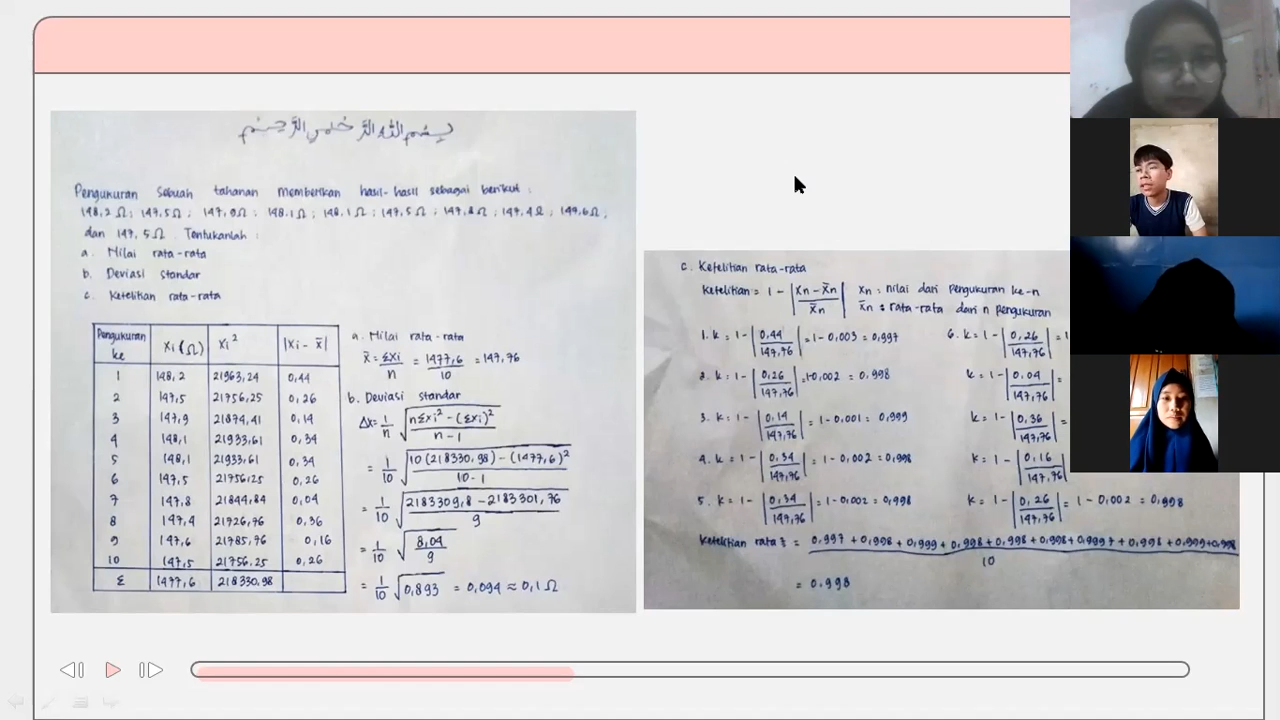 بسم الله الرحمن الرحيم
Pengukuran sebuah tahanan memberikan hasil-hasil sebagai berikut :
148,2 Ω ; 147,5 Ω ; 147,9 Ω ; 148,1 Ω ; 148,1 Ω ; 147,5 Ω ; 147,8 Ω ; 147,4 Ω ; 147,6 Ω ;
dan 147,5 Ω . Tentukanlah :
a. Nilai rata-rata
b. Deviasi standar
c. Ketelitian rata-rata
Pengukuran ke | Xi (Ω) | Xi² | |Xi - x̄|
1 | 148,2 | 21963,24 | 0,44
2 | 147,5 | 21756,25 | 0,26
3 | 147,9 | 21874,41 | 0,14
4 | 148,1 | 21933,61 | 0,34
5 | 148,1 | 21933,61 | 0,34
6 | 147,5 | 21756,25 | 0,26
7 | 147,8 | 21844,84 | 0,04
8 | 147,4 | 21726,76 | 0,36
9 | 147,6 | 21785,76 | 0,16
10 | 147,5 | 21756,25 | 0,26
Σ | 1477,6 | 218330,98
a. Nilai rata-rata
x̄ = Σxi / n = 1477,6 / 10 = 147,76
b. Deviasi standar
Δx = 1/n √((nΣxi² - (Σxi)²) / (n-1))
= 1/10 √((10(218330,98) - (1477,6)²) / (10-1))
= 1/10 √((2183309,8 - 2183301,76) / 9)
= 1/10 √(8,04 / 9)
= 1/10 √0,893 = 0,094 ≈ 0,1 Ω
c. Ketelitian rata-rata
Ketelitian = 1 - |(Xn - X̄n) / X̄n| Xn : nilai dari pengukuran ke-n
X̄n : rata-rata dari n pengukuran
1. k = 1 - |0,44 / 147,76| = 1 - 0,003 = 0,997
2. k = 1 - |0,26 / 147,76| = 1-0,002 = 0,998
3. k = 1 - |0,14 / 147,76| = 1 - 0,001 = 0,999
4. k = 1 - |0,34 / 147,76| = 1 - 0,002 = 0,998
5. k = 1 - |0,34 / 147,76| = 1 - 0,002 = 0,998
6. k = 1 - |0,26 / 147,76| =
k = 1 - |0,04 / 147,76| =
k = 1 - |0,36 / 147,76| =
k = 1 - |0,16 / 147,76|
k = 1 - |0,26 / 147,76| = 1 - 0,002 = 0,998
Ketelitian rata² = (0,997 + 0,998 + 0,999 + 0,998 + 0,998 + 0,998 + 0,9997 + 0,998 + 0,999 + 0,998) / 10
= 0,998